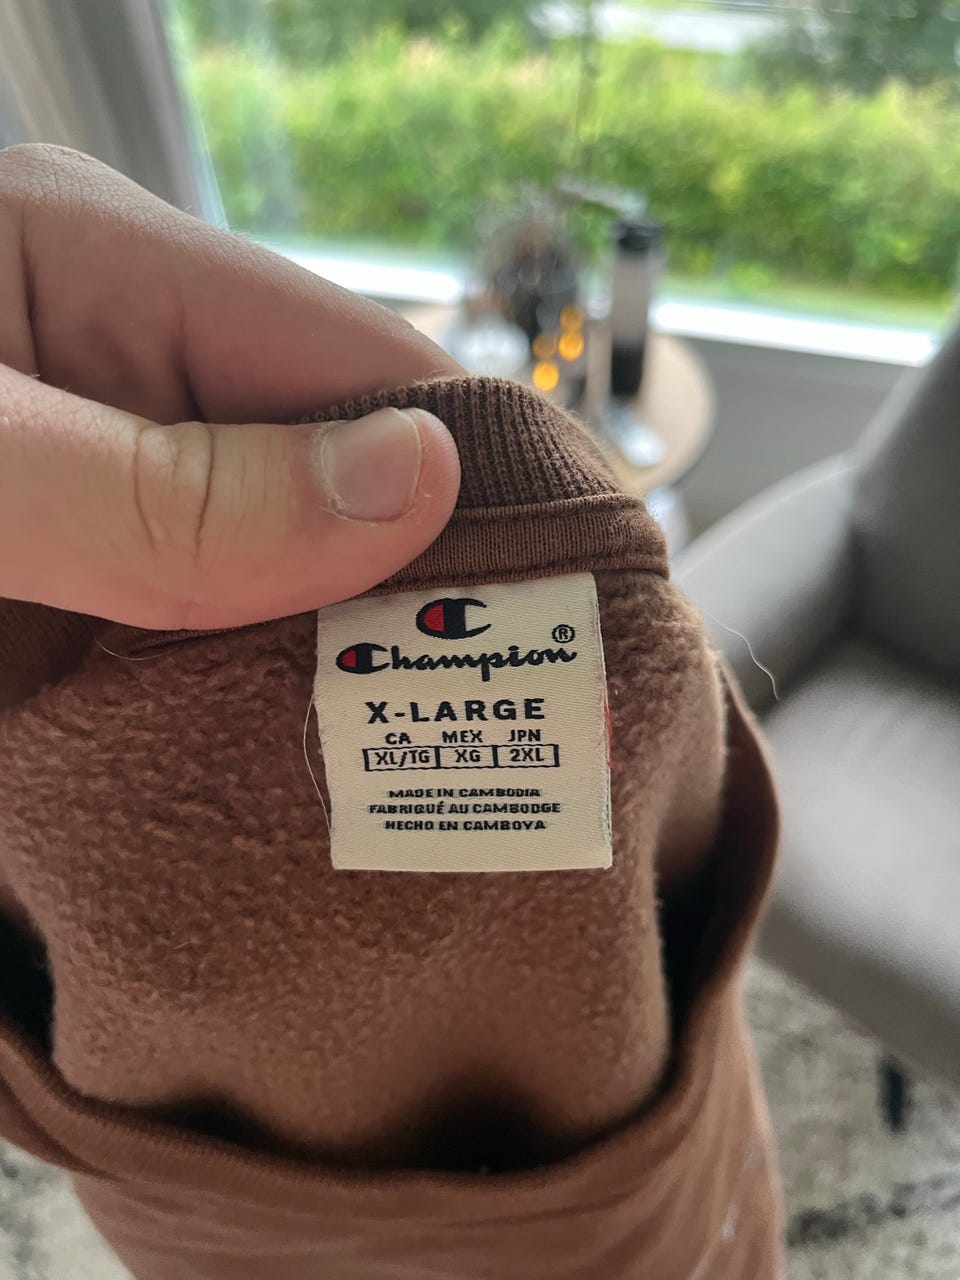 Champion®
X-LARGE
CA MEX JPN
XL/TG XG 2XL
MADE IN CAMBODIA
FABRIQUÉ AU CAMBODGE
HECHO EN CAMBOYA